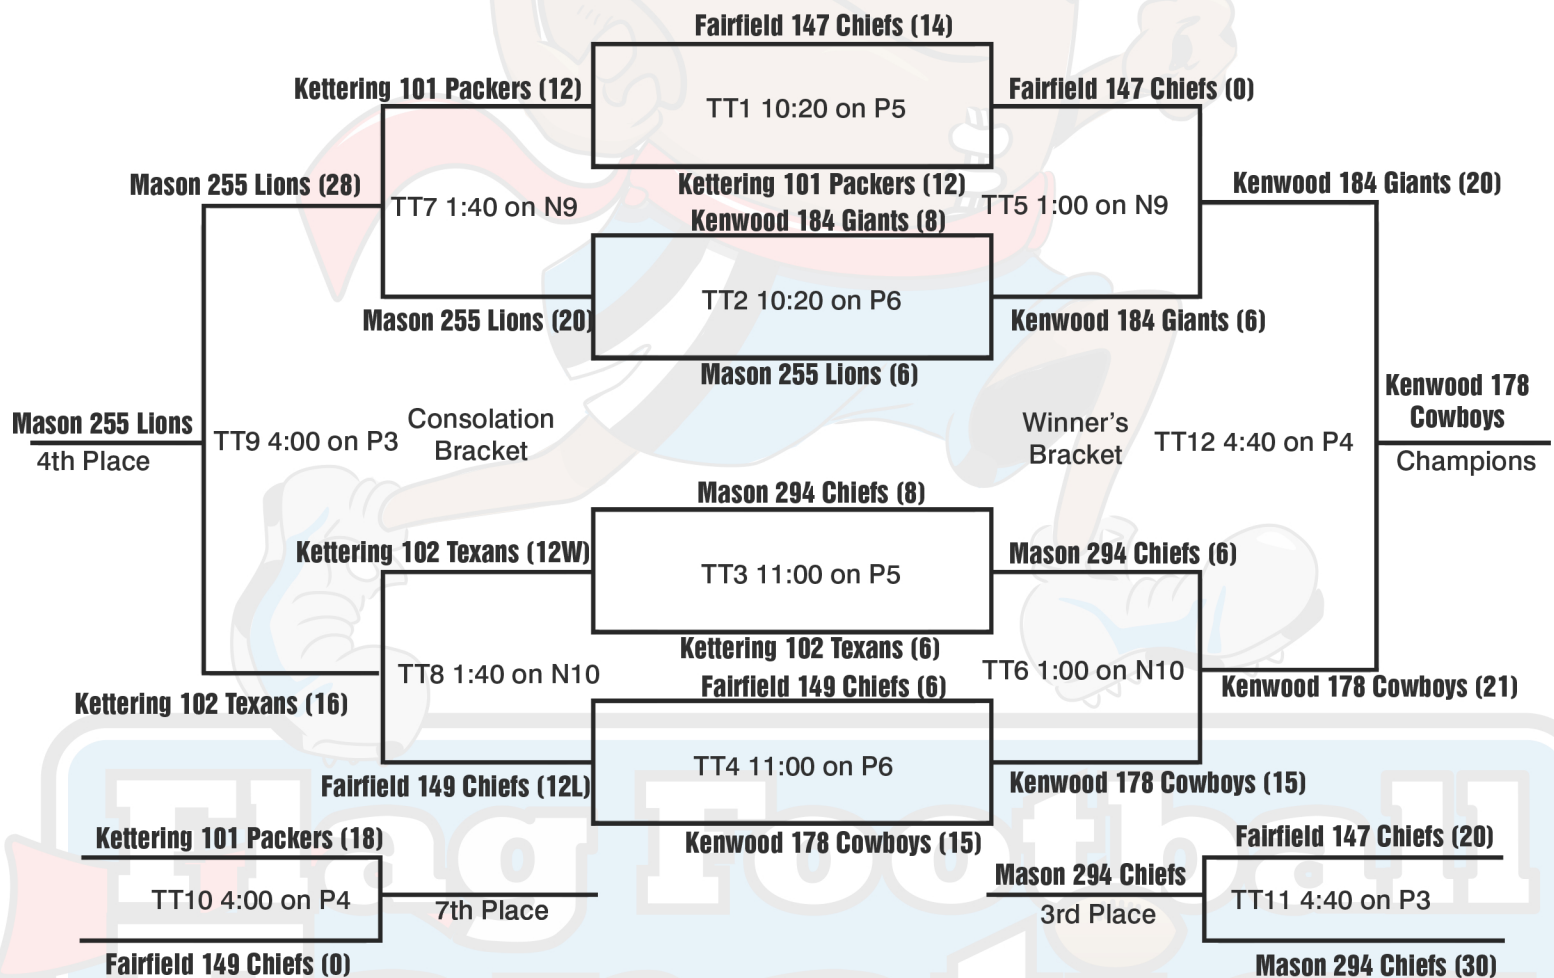 Fairfield 147 Chiefs (14)
Kettering 101 Packers (12)
TT1 10:20 on P5
Fairfield 147 Chiefs (0)
Mason 255 Lions (28)
Kettering 101 Packers (12)
Kenwood 184 Giants (20)
TT7 1:40 on N9
Kenwood 184 Giants (8)
TT5 1:00 on N9
TT2 10:20 on P6
Mason 255 Lions (20)
Kenwood 184 Giants (6)
Mason 255 Lions (6)
Kenwood 178
Cowboys
Mason 255 Lions
4th Place
TT9 4:00 on P3
Consolation
Bracket
Winner's
Bracket
TT12 4:40 on P4
Champions
Mason 294 Chiefs (8)
Kettering 102 Texans (12W)
TT3 11:00 on P5
Mason 294 Chiefs (6)
Kettering 102 Texans (6)
TT8 1:40 on N10
Fairfield 149 Chiefs (6)
TT6 1:00 on N10
Kettering 102 Texans (16)
Kenwood 178 Cowboys (21)
TT4 11:00 on P6
Fairfield 149 Chiefs (12L)
Kenwood 178 Cowboys (15)
Kenwood 178 Cowboys (15)
Kettering 101 Packers (18)
TT10 4:00 on P4
7th Place
Fairfield 149 Chiefs (0)
Fairfield 147 Chiefs (20)
Mason 294 Chiefs
3rd Place
TT11 4:40 on P3
Mason 294 Chiefs (30)
Flag Football